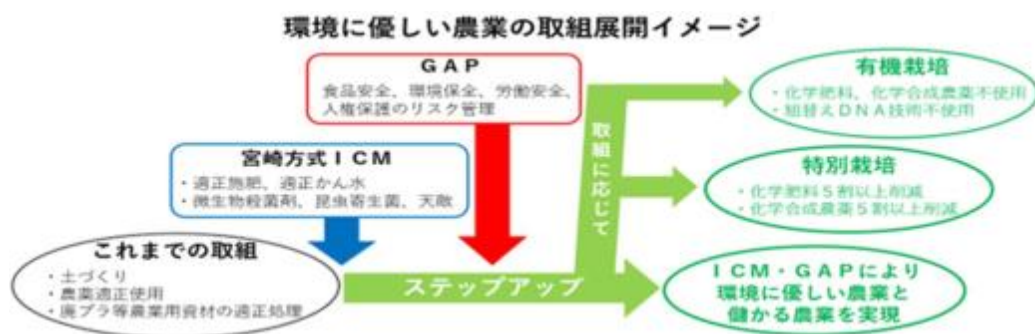 環境に優しい農業の取組展開イメージ
GAP
食品安全、環境保全、労働安全、
人権保護のリスク管理
宮崎方式ICM
・適正施肥、適正かん水
・微生物殺菌剤、昆虫寄生菌、天敵
これまでの取組
・土づくり
・農薬適正使用
・廃プラ等農業用資材の適正処理
ステップアップ
取組に応じて
有機栽培
・化学肥料、化学合成農薬不使用
・組替えDNA技術不使用
特別栽培
・化学肥料5割以上削減
・化学合成農薬5割以上削減
ICM・GAPにより
環境に優しい農業と
儲かる農業を実現